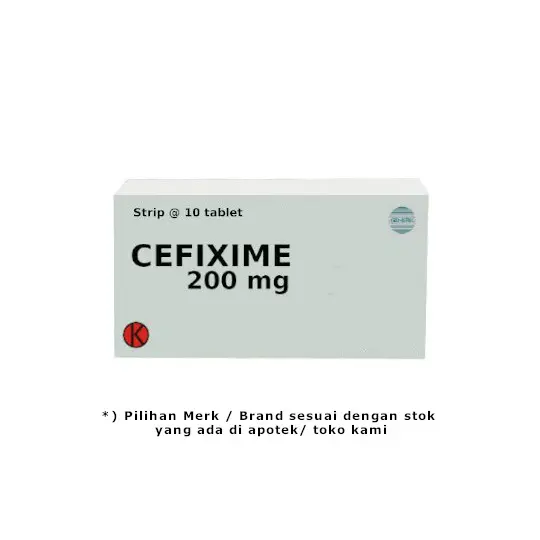 Strip @ 10 tablet
CEFIXIME
200 mg
K
*) Pilihan Merk / Brand sesuai dengan stok
yang ada di apotek/ toko kami